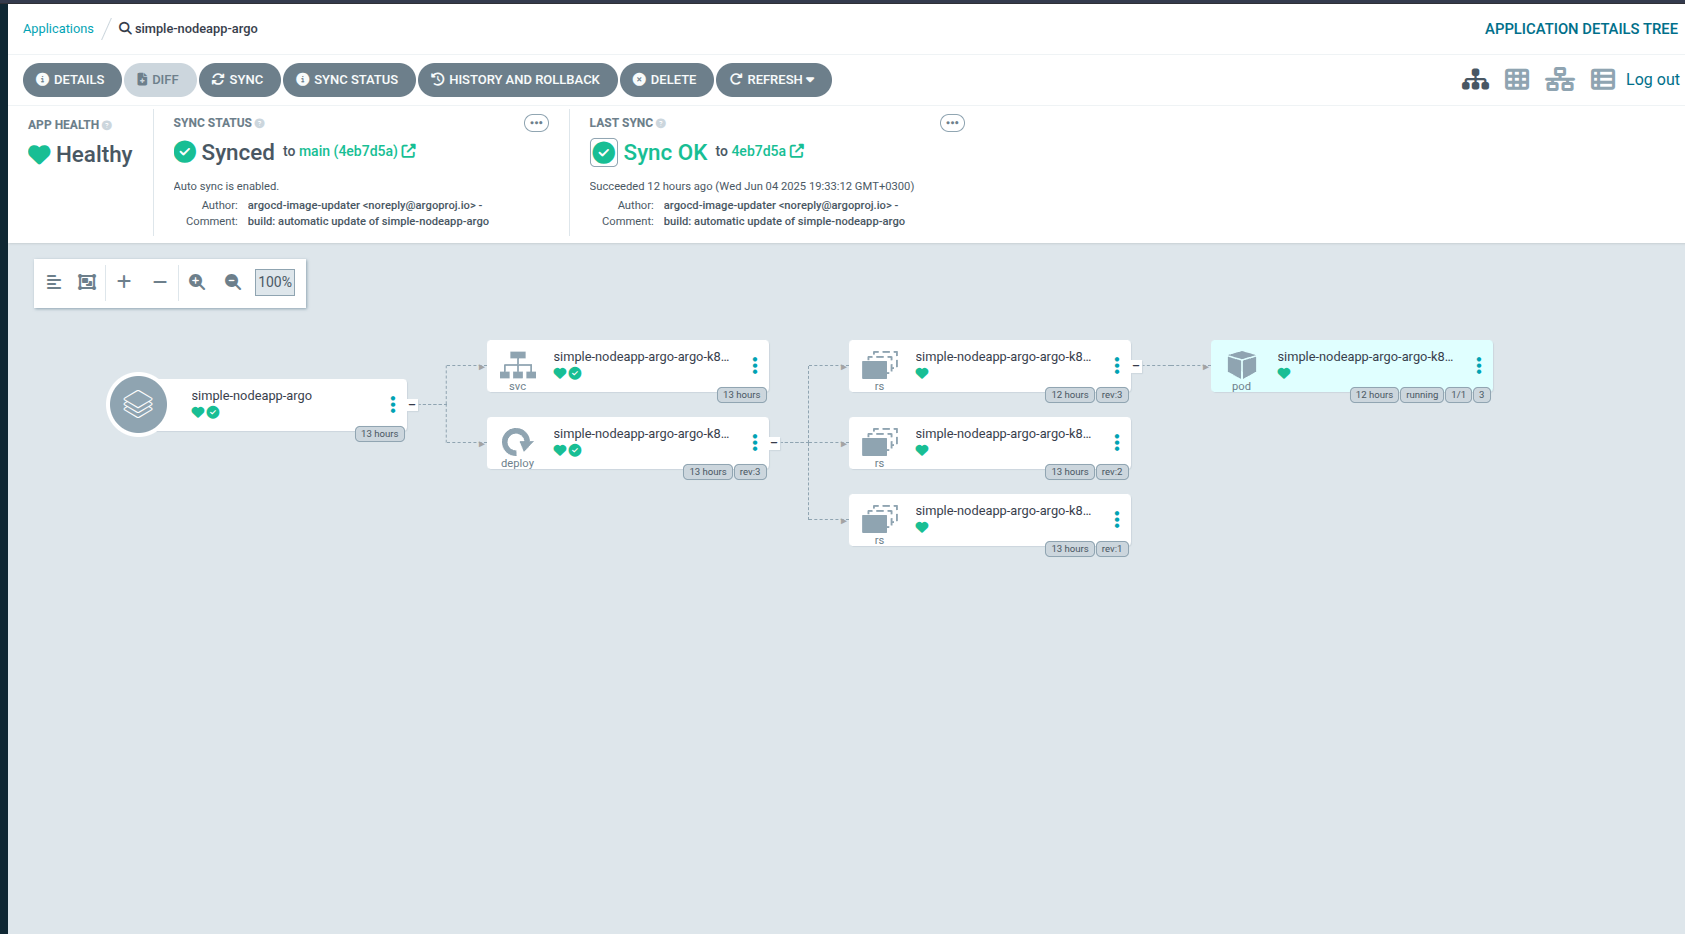 Applications / simple-nodeapp-argo
APPLICATION DETAILS TREE
DETAILS DIFF SYNC SYNC STATUS HISTORY AND ROLLBACK DELETE REFRESH
Log out
APP HEALTH
Healthy
SYNC STATUS
Synced to main (4eb7d5a)
Auto sync is enabled.
Author: argocd-image-updater <noreply@argoproj.io> -
Comment: build: automatic update of simple-nodeapp-argo
LAST SYNC
Sync OK to 4eb7d5a
Succeeded 12 hours ago (Wed Jun 04 2025 19:33:12 GMT+0300)
Author: argocd-image-updater <noreply@argoproj.io> -
Comment: build: automatic update of simple-nodeapp-argo
100%
simple-nodeapp-argo
13 hours
simple-nodeapp-argo-argo-k8...
svc
13 hours
simple-nodeapp-argo-argo-k8...
deploy
13 hours rev:3
simple-nodeapp-argo-argo-k8...
rs
12 hours rev:3
simple-nodeapp-argo-argo-k8...
rs
13 hours rev:2
simple-nodeapp-argo-argo-k8...
rs
13 hours rev:1
simple-nodeapp-argo-argo-k8...
pod
12 hours running 1/1 3